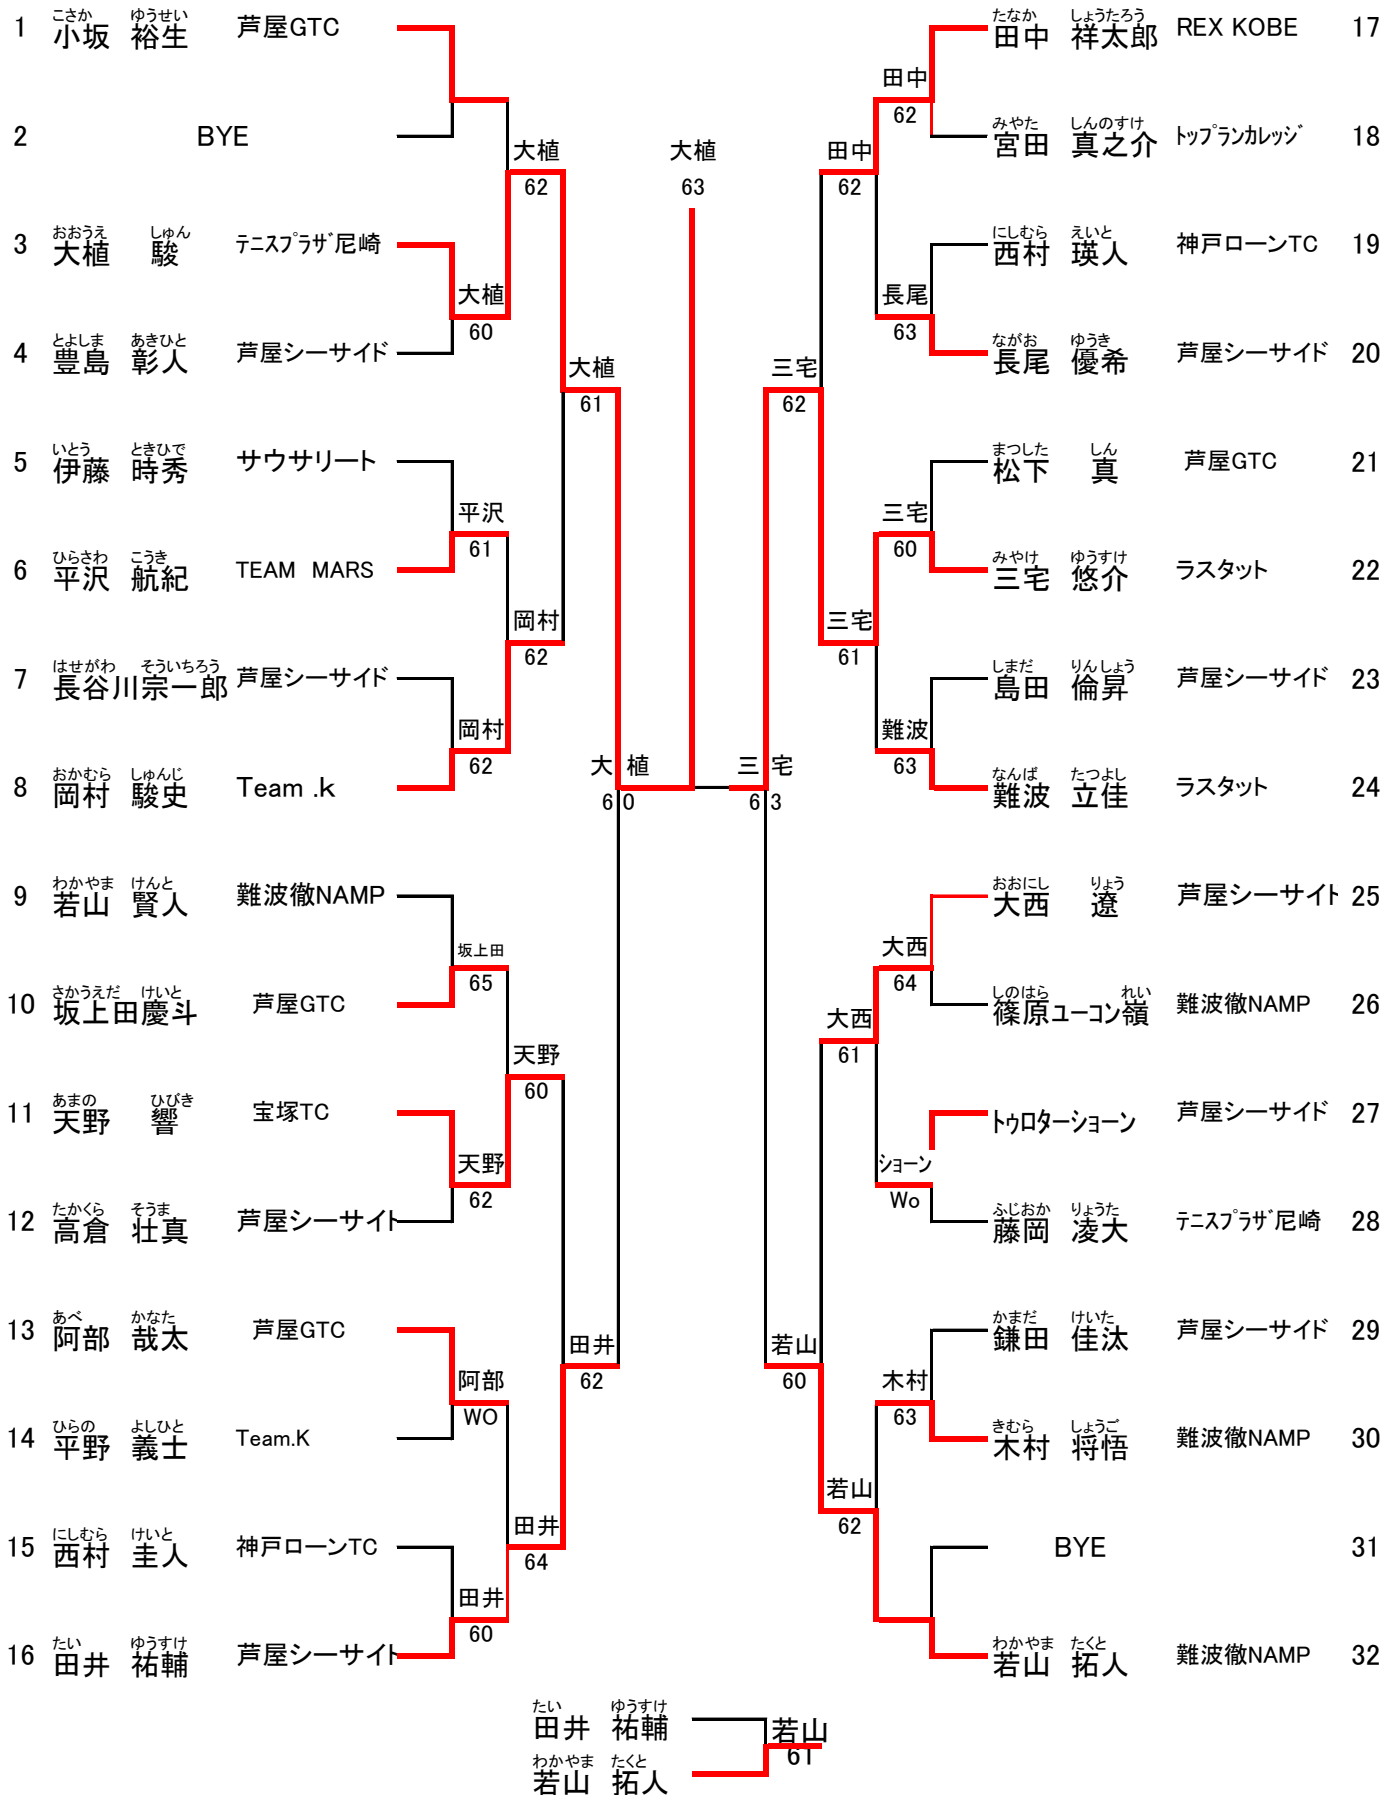 こさか ゆうせい
1 小坂 裕生 芦屋GTC
2 BYE
おおうえ しゅん
3 大植 駿 テニスプラザ尼崎
とよしま あきひと
4 豊島 彰人 芦屋シーサイド
いとう ときひで
5 伊藤 時秀 サウサリート
ひらさわ こうき
6 平沢 航紀 TEAM MARS
はせがわ そういちろう
7 長谷川宗一郎 芦屋シーサイド
おかむら しゅんじ
8 岡村 駿史 Team .k
わかやま けんと
9 若山 賢人 難波徹NAMP
さかうえだ けいと
10 坂上田慶斗 芦屋GTC
あまの ひびき
11 天野 響 宝塚TC
たかくら そうま
12 高倉 壮真 芦屋シーサイト
あべ かなた
13 阿部 哉太 芦屋GTC
ひらの よしひと
14 平野 義士 Team.K
にしむら けいと
15 西村 圭人 神戸ローンTC
たい ゆうすけ
16 田井 祐輔 芦屋シーサイト
大植
60
平沢
61
岡村
62
坂上田
65
天野
62
阿部
WO
田井
60
大植
62
岡村
62
天野
60
田井
64
大植
61
田井
62
大植
60
大植
63
三宅
63
三宅
62
若山
60
田中
62
三宅
61
大西
61
若山
62
田中
62
長尾
63
三宅
60
難波
63
大西
64
ショーン
Wo
木村
63
たなか しょうたろう
田中 祥太郎 REX KOBE 17
みやた しんのすけ
宮田 真之介 トップランカレッジ 18
にしむら えいと
西村 瑛人 神戸ローンTC 19
ながお ゆうき
長尾 優希 芦屋シーサイド 20
まつした しん
松下 真 芦屋GTC 21
みやけ ゆうすけ
三宅 悠介 ラスタット 22
しまだ りんしょう
島田 倫昇 芦屋シーサイド 23
なんば たつよし
難波 立佳 ラスタット 24
おおにし りょう
大西 遼 芦屋シーサイト 25
しのはら れい
篠原ユーコン嶺 難波徹NAMP 26
トゥロターショーン 芦屋シーサイド 27
ふじおか りょうた
藤岡 凌大 テニスプラザ尼崎 28
かまだ けいた
鎌田 佳汰 芦屋シーサイド 29
きむら しょうご
木村 将悟 難波徹NAMP 30
BYE 31
わかやま たくと
若山 拓人 難波徹NAMP 32
たい ゆうすけ
田井 祐輔
若山
61
わかやま たくと
若山 拓人